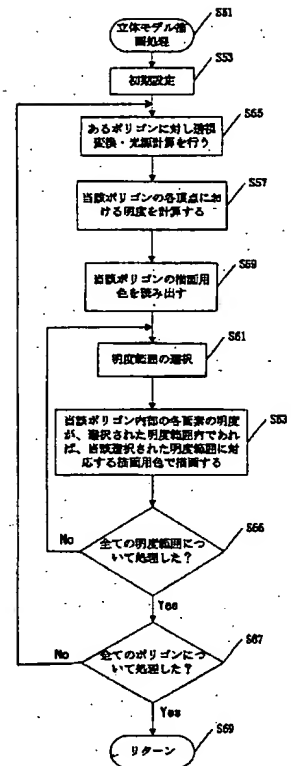 立体モデル描
画処理
S51
初期設定
S53
あるポリゴンに対し透視
変換・光源計算を行う
S55
当該ポリゴンの各頂点にお
ける明度を計算する
S57
当該ポリゴンの描画用
色を読み出す
S59
明度範囲の選択
S61
当該ポリゴン内部の各画素の明度
が、選択された明度範囲内であれ
ば、当該選択された明度範囲に対
応する描画用色で描画する
S63
No
全ての明度範囲につ
いて処理した?
S65
Yes
No
全てのポリゴンにつ
いて処理した?
S67
Yes
リターン
S69